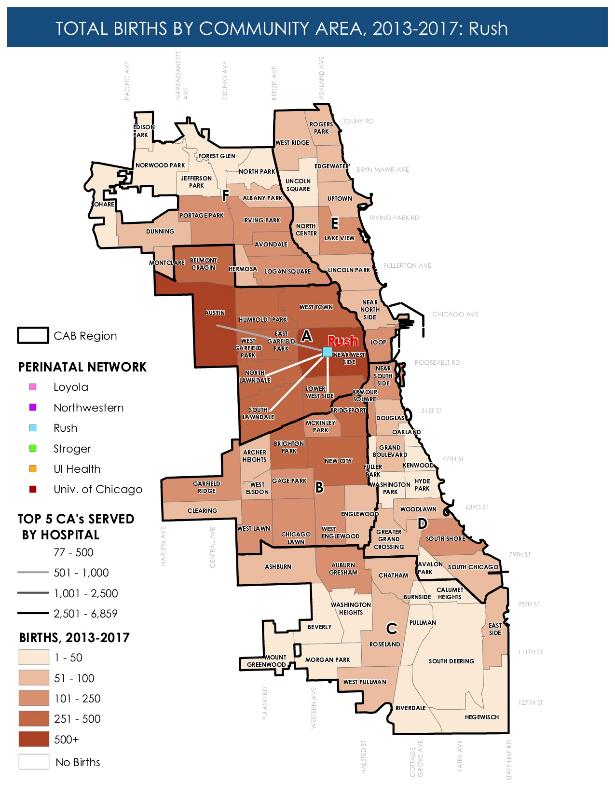 TOTAL BIRTHS BY COMMUNITY AREA, 2013-2017: Rush
PACIFIC AVE
NARRAGANSETT
AVE
CICERO AVE
KEDZIE AVE
ASHLAND AVE
TOUHY RD
BRYN MAWR AVE
IRVING PARK RD
FULLERTON AVE
CHICAGO AVE
ROOSEVELT RD
31ST ST
47TH ST
63RD ST
79TH ST
95TH ST
111TH ST
127TH ST
EDISON
PARK
NORWOOD PARK
FOREST GLEN
JEFFERSON
PARK
NORTH PARK
WEST RIDGE
ROGERS
PARK
EDGEWATER
LINCOLN
SQUARE
UPTOWN
OHARE
F
ALBANY PARK
PORTAGE PARK
IRVING PARK
NORTH
CENTER
E
LAKE VIEW
DUNNING
AVONDALE
MONTCLARE
BELMONT
CRAGIN
HERMOSA
LOGAN SQUARE
LINCOLN PARK
AUSTIN
HUMBOLDT PARK
WEST TOWN
NEAR
NORTH
SIDE
WEST
GARFIELD
PARK
EAST
GARFIELD
PARK
A
Rush
NEAR WEST
SIDE
LOOP
NORTH
LAWNDALE
NEAR
SOUTH
SIDE
LOWER
WEST SIDE
SOUTH
LAWNDALE
ARMOUR
SQUARE
BRIDGEPORT
DOUGLAS
MCKINLEY
PARK
OAKLAND
BRIGHTON
PARK
ARCHER
HEIGHTS
NEW CITY
GRAND
BOULEVARD
FULLER
PARK
KENWOOD
GARFIELD
RIDGE
WEST
ELSDON
GAGE PARK
B
WASHINGTON
PARK
HYDE
PARK
CLEARING
ENGLEWOOD
WOODLAWN
WEST LAWN
CHICAGO
LAWN
WEST
ENGLEWOOD
GREATER
GRAND
CROSSING
D
SOUTH SHORE
ASHBURN
AUBURN
GRESHAM
CHATHAM
AVALON
PARK
SOUTH CHICAGO
BURNSIDE
CALUMET
HEIGHTS
WASHINGTON
HEIGHTS
BEVERLY
C
ROSELAND
PULLMAN
EAST
SIDE
MOUNT
GREENWOOD
MORGAN PARK
SOUTH DEERING
WEST PULLMAN
RIVERDALE
HEGEWISCH
HARLEM AVE
CENTRAL AVE
PULASKI RD
WESTERN AVE
HALSTED ST
COTTAGE
GROVE AVE
YATES AVE
STATE LINE RD
CAB Region
PERINATAL NETWORK
Loyola
Northwestern
Rush
Stroger
UI Health
Univ. of Chicago
TOP 5 CA's SERVED
BY HOSPITAL
77 - 500
501 - 1,000
1,001 - 2,500
2,501 - 6,859
BIRTHS, 2013-2017
1 - 50
51 - 100
101 - 250
251 - 500
500+
No Births